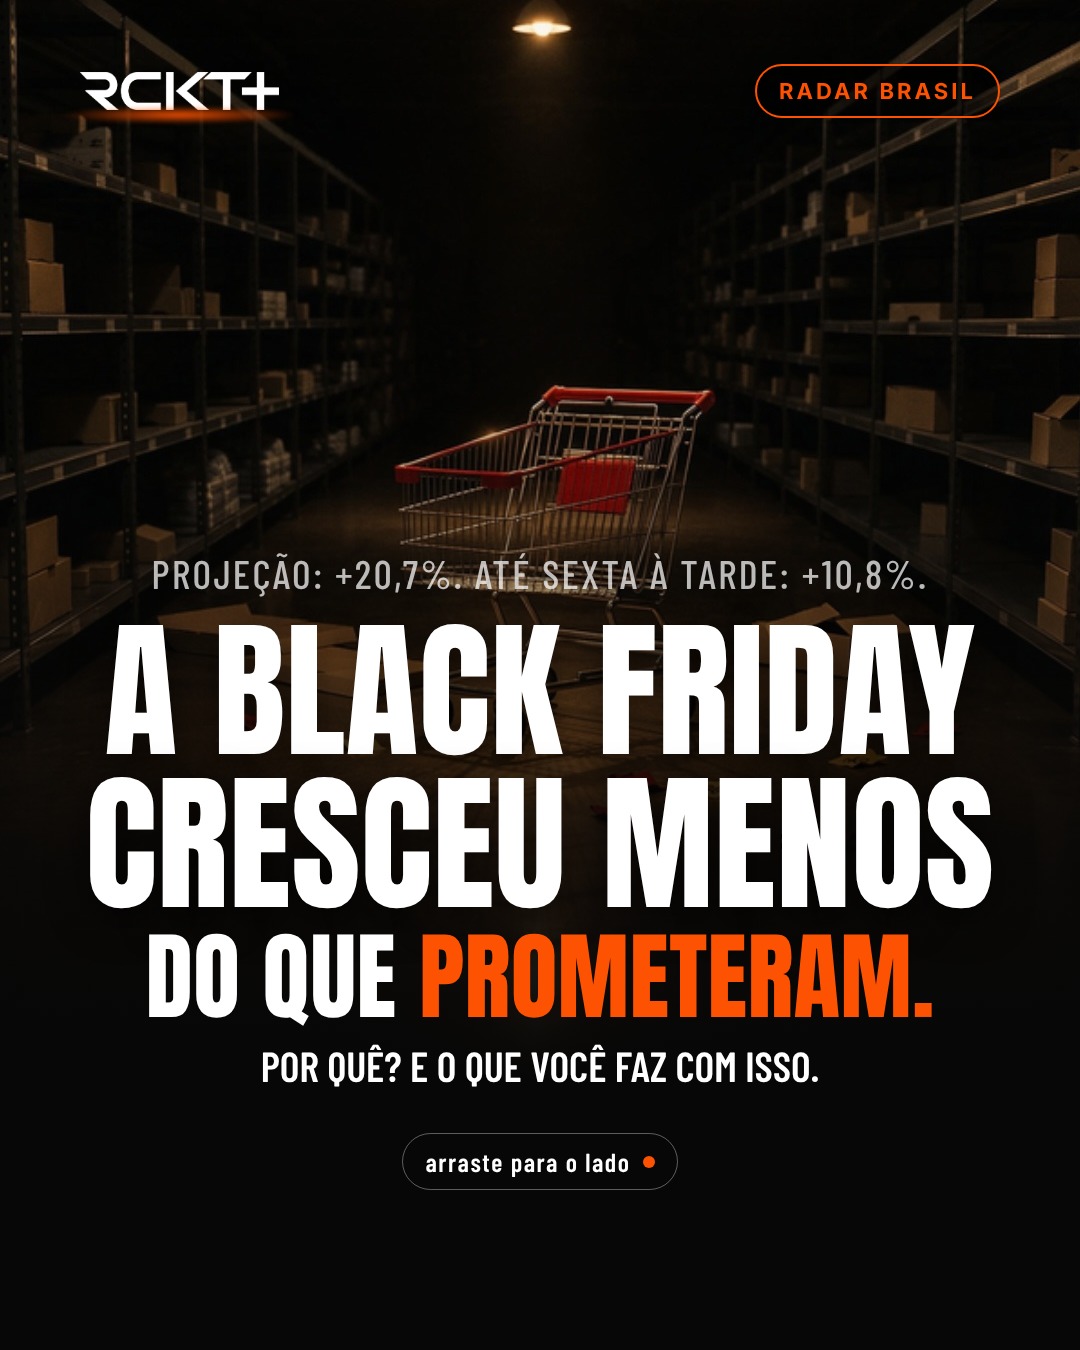 RCKT+
RADAR BRASIL
PROJEÇÃO: +20,7%. ATÉ SEXTA À TARDE: +10,8%.
A BLACK FRIDAY
CRESCEU MENOS
DO QUE PROMETERAM.
POR QUÊ? E O QUE VOCÊ FAZ COM ISSO.
arraste para o lado